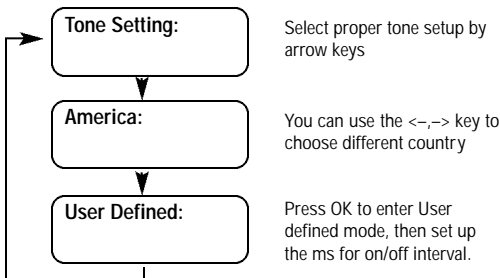 Tone Setting:
Select proper tone setup by
arrow keys
America:
You can use the <–,–> key to
choose different country
User Defined:
Press OK to enter User
defined mode, then set up
the ms for on/off interval.